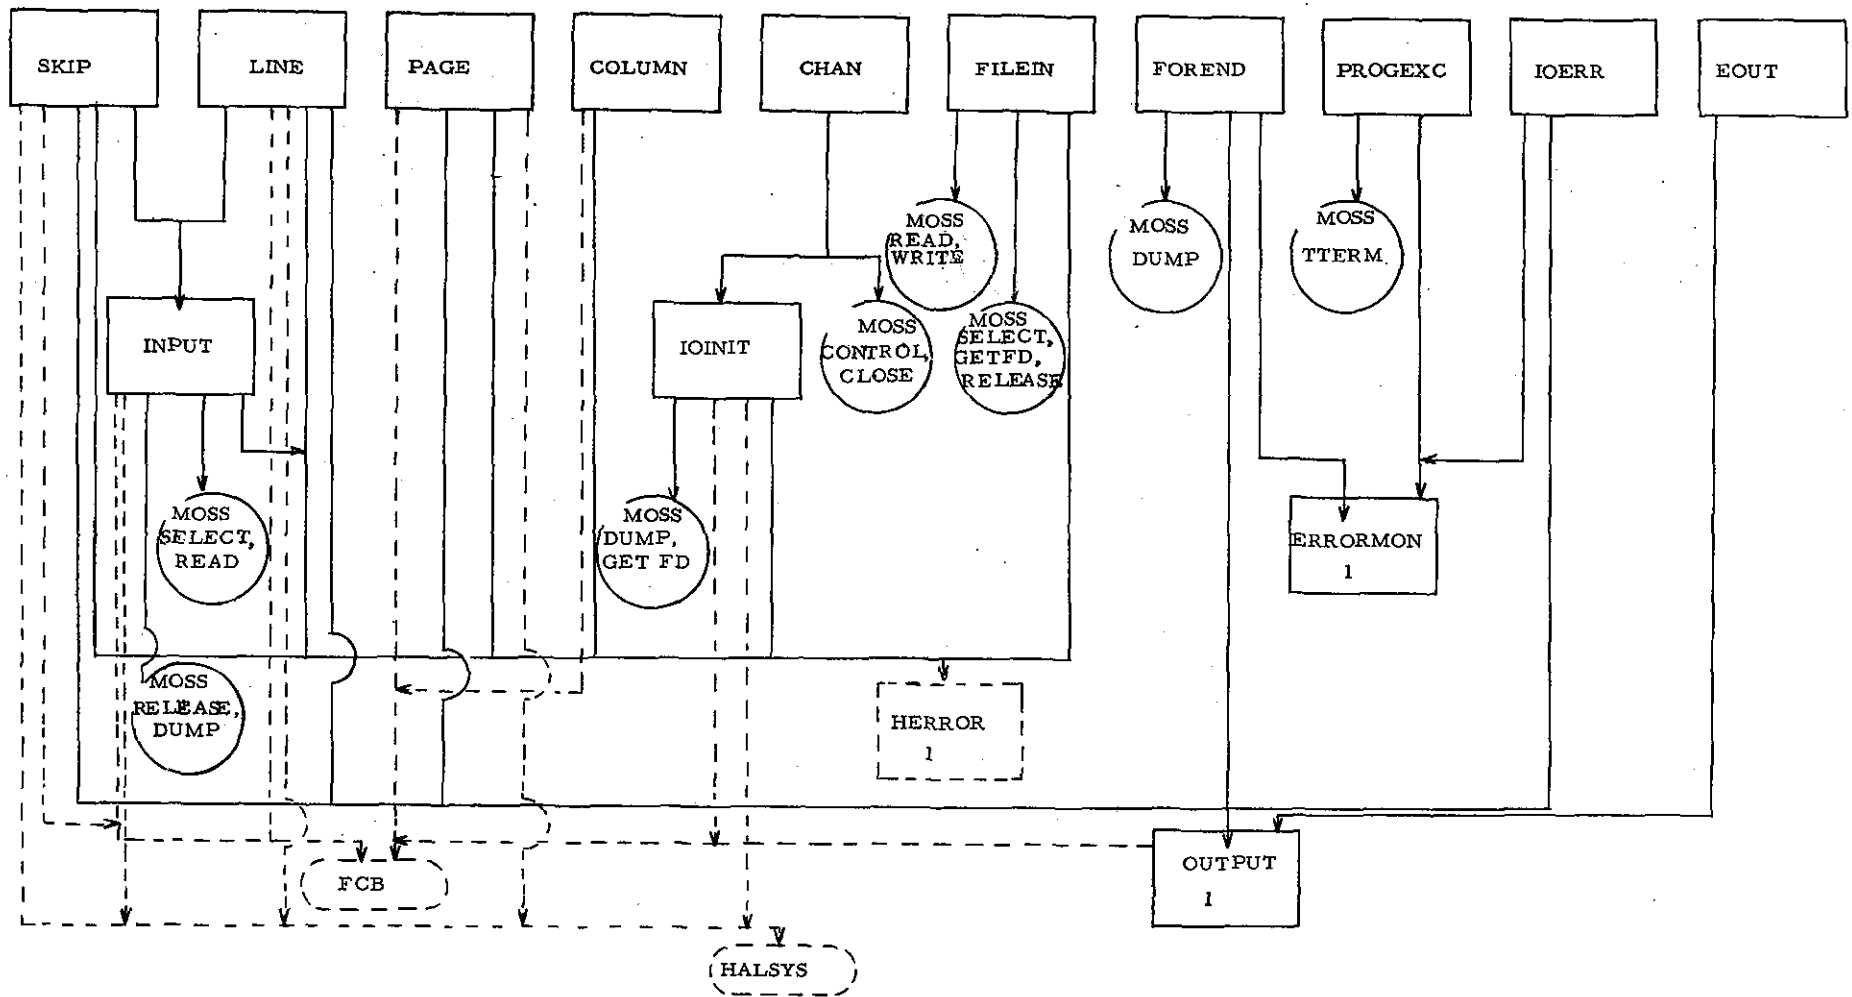 SKIP
LINE
PAGE
COLUMN
CHAN
FILEIN
FOREND
PROGEXC
IOERR
EOUT
MOSS
READ,
WRITE
MOSS
DUMP
MOSS
TTERM
INPUT
IOINIT
MOSS
CONTROL,
CLOSE
MOSS
SELECT,
GETFD,
RELEASE
MOSS
SELECT,
READ
MOSS
DUMP,
GET FD
ERRORMON
1
MOSS
RELEASE,
DUMP
HERROR
1
FCB
OUTPUT
1
HALSYS